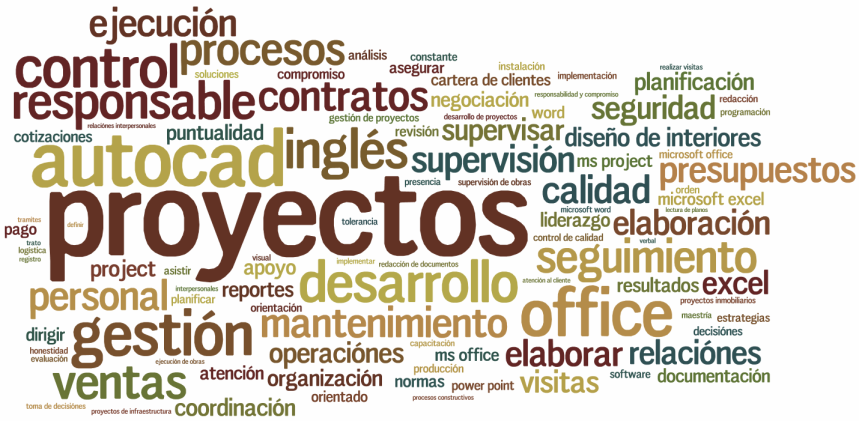 ejecución
control procesos análisis constante
soluciones compromiso asegurar instalación realizar visitas
cartera de clientes implementación planificación
responsable contratos negociación responsabilidad y compromiso seguridad redacción
relaciónes interpersonales gestión de proyectos desarrollo de proyectos word programación
cotizaciones puntualidad revisión supervisar diseño de interiores
autocad inglés supervisión ms project microsoft office presupuestos
presencia supervisión de obras calidad orden microsoft excel
proyectos microsoft word lectura de planos
tramites definir tolerancia liderazgo elaboración
pago trato control de calidad verbal
logística registro visual seguimiento
project asistir apoyo implementar redacción de documentos atención al cliente
personal interpersonales planificar reportes desarrollo resultados excel
orientación office proyectos inmobiliarios
dirigir gestión mantenimiento maestría estrategias
honestidad evaluación capacitación decisiónes
ejecución de obras operaciónes ms office elaborar relaciónes
ventas atención organización producción normas power point visitas software documentación
orientado procesos constructivos
toma de decisiónes proyectos de infraestructura coordinación